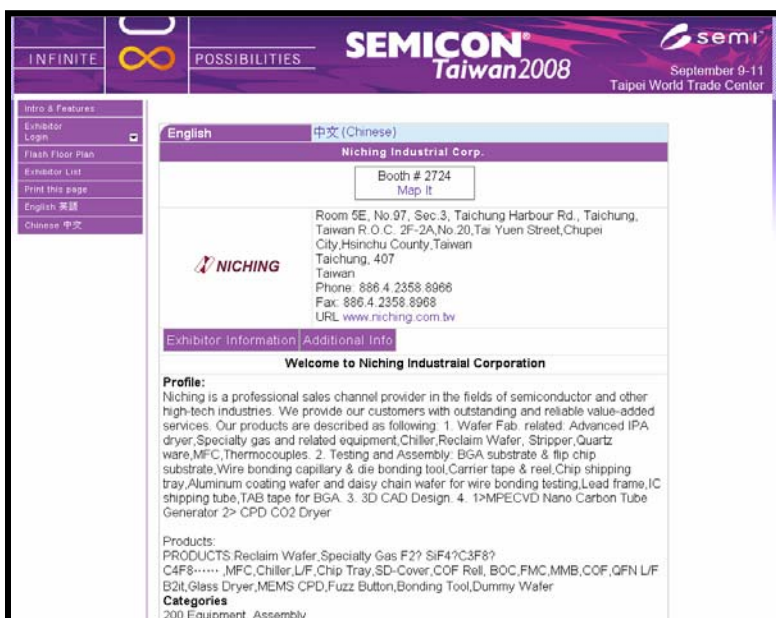 INFINITE
POSSIBILITIES
SEMICON®
Taiwan2008
semi
September 9-11
Taipei World Trade Center
Intro & Features
Exhibitor
Login
Flash Floor Plan
Exhibitor List
Print this page
English 英語
Chinese 中文
English 中文 (Chinese)
Niching Industrial Corp.
Booth # 2724
Map It
NICHING
Room 5E, No.97, Sec.3, Taichung Harbour Rd., Taichung,
Taiwan R.O.C. 2F-2A,No.20,Tai Yuen Street,Chupei
City,Hsinchu County,Taiwan
Taichung, 407
Taiwan
Phone: 886.4.2358.8966
Fax: 886.4.2358.8968
URL www.niching.com.tw
Exhibitor Information Additional Info
Welcome to Niching Industraial Corporation
Profile:
Niching is a professional sales channel provider in the fields of semiconductor and other
high-tech industries. We provide our customers with outstanding and reliable value-added
services. Our products are described as following: 1. Wafer Fab. related: Advanced IPA
dryer,Specialty gas and related equipment,Chiller,Reclaim Wafer, Stripper,Quartz
ware,MFC,Thermocouples. 2. Testing and Assembly: BGA substrate & flip chip
substrate,Wire bonding capillary & die bonding tool,Carrier tape & reel,Chip shipping
tray,Aluminum coating wafer and daisy chain wafer for wire bonding testing,Lead frame,IC
shipping tube,TAB tape for BGA. 3. 3D CAD Design. 4. 1>MPECVD Nano Carbon Tube
Generator 2> CPD CO2 Dryer
Products:
PRODUCTS:Reclaim Wafer,Specialty Gas F2? SiF4?C3F8?
C4F8······ ,MFC,Chiller,L/F,Chip Tray,SD-Cover,COF Rell, BOC,FMC,MMB,COF,QFN L/F
B2it,Glass Dryer,MEMS CPD,Fuzz Button,Bonding Tool,Dummy Wafer
Categories
200 Equipment, Assembly